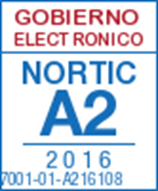 GOBIERNO
ELECTRONICO
NORTIC
A2
2016
7001-01-A216108